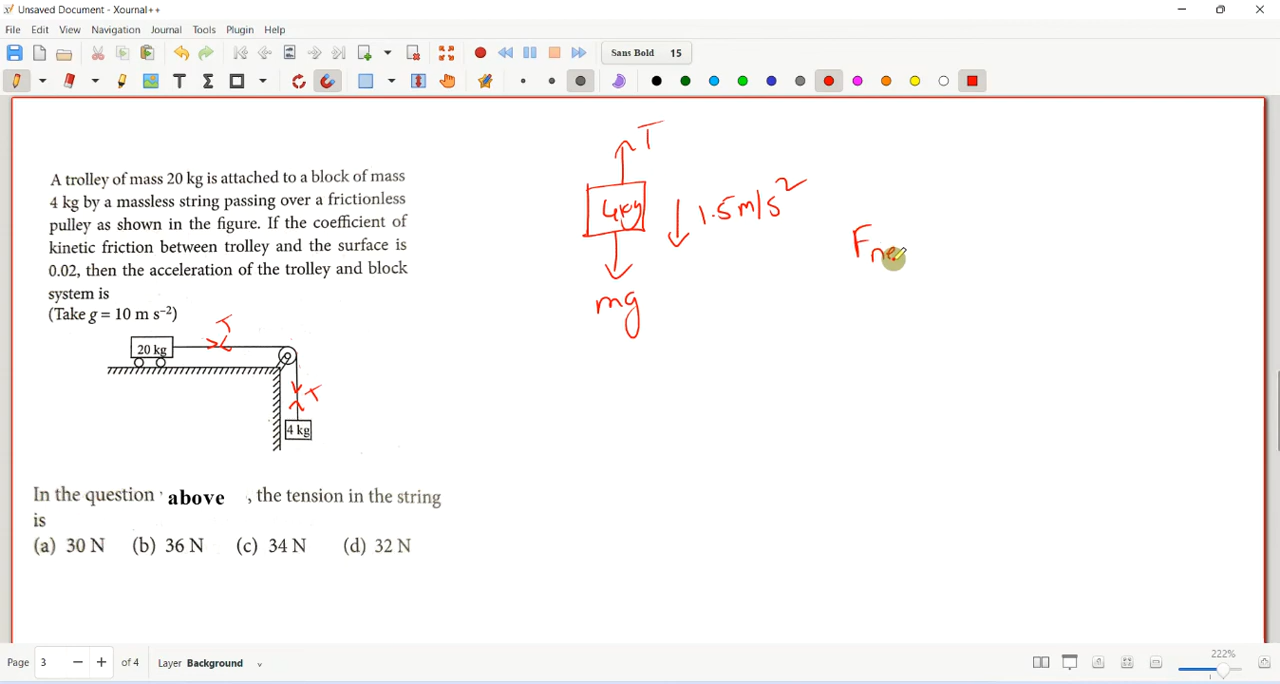 Unsaved Document - Xournal++
File Edit View Navigation Journal Tools Plugin Help
Sans Bold 15
A trolley of mass 20 kg is attached to a block of mass
4 kg by a massless string passing over a frictionless
pulley as shown in the figure. If the coefficient of
kinetic friction between trolley and the surface is
0.02, then the acceleration of the trolley and block
system is
(Take g = 10 m s⁻²)
T
20 kg
T
4 kg
In the question above , the tension in the string
is
(a) 30 N (b) 36 N (c) 34 N (d) 32 N
T
4kg
1.5m/s²
mg
Fne
Page 3 of 4 Layer Background 222%